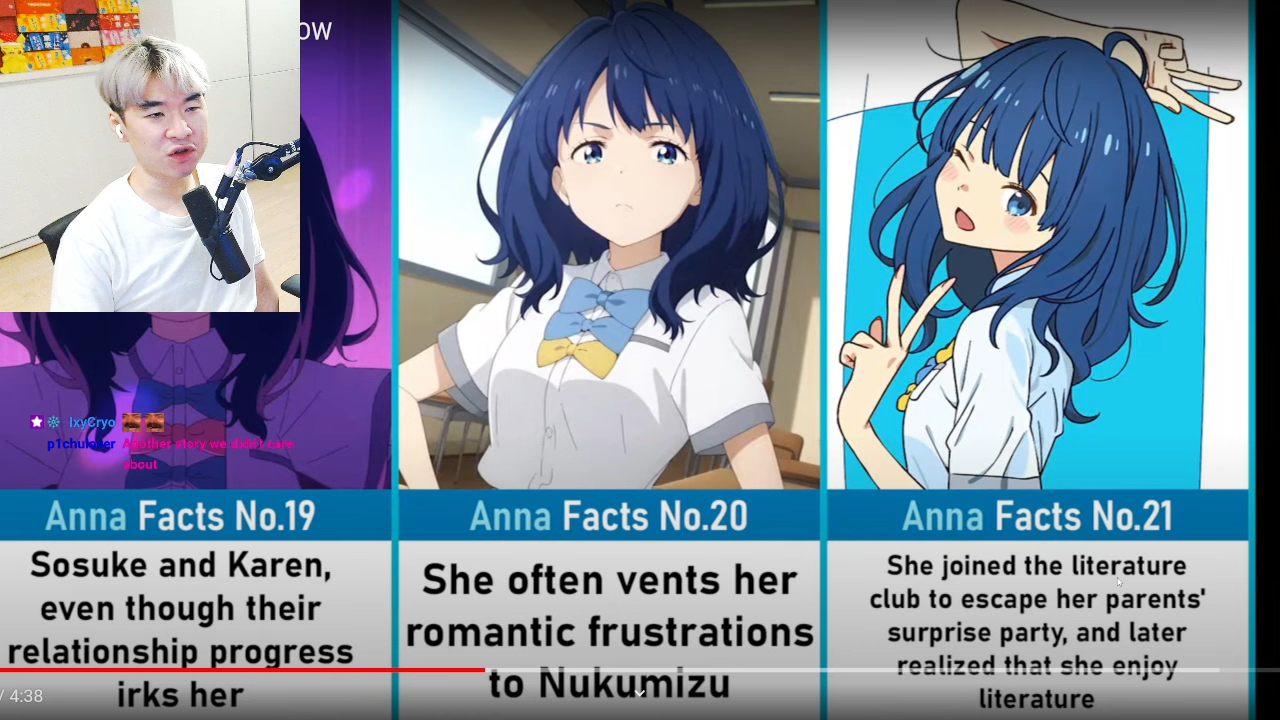 OW
IxyCryo
p1chulover Another story we didn't care
about
Anna Facts No.19
Sosuke and Karen,
even though their
relationship progress
irks her
Anna Facts No.20
She often vents her
romantic frustrations
to Nukumizu
Anna Facts No.21
She joined the literature
club to escape her parents'
surprise party, and later
realized that she enjoy
literature
/ 4:38